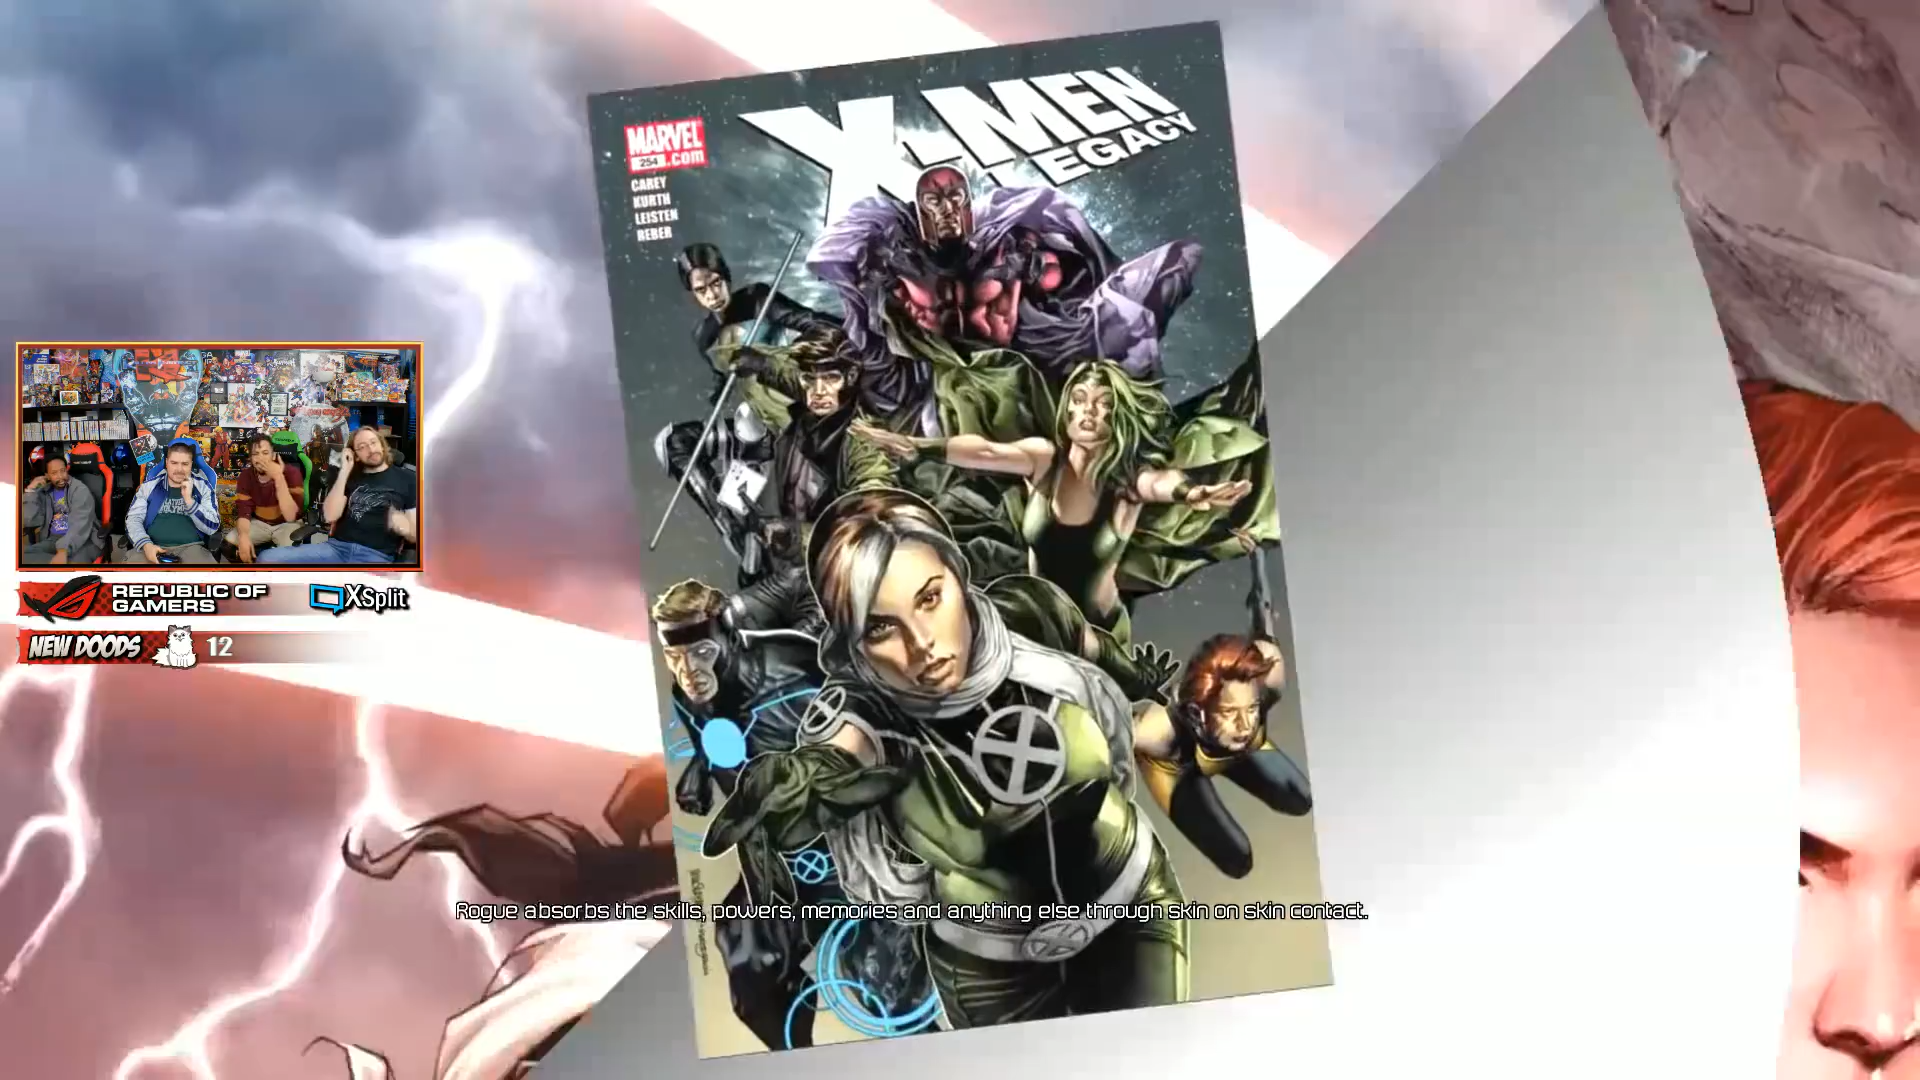 X-MEN
LEGACY
MARVEL
254 .com
CAREY
KURTH
LEISTEN
REBER
REPUBLIC OF
GAMERS
XSplit
NEW DOODS 12
Rogue absorbs the skills, powers, memories and anything else through skin on skin contact.